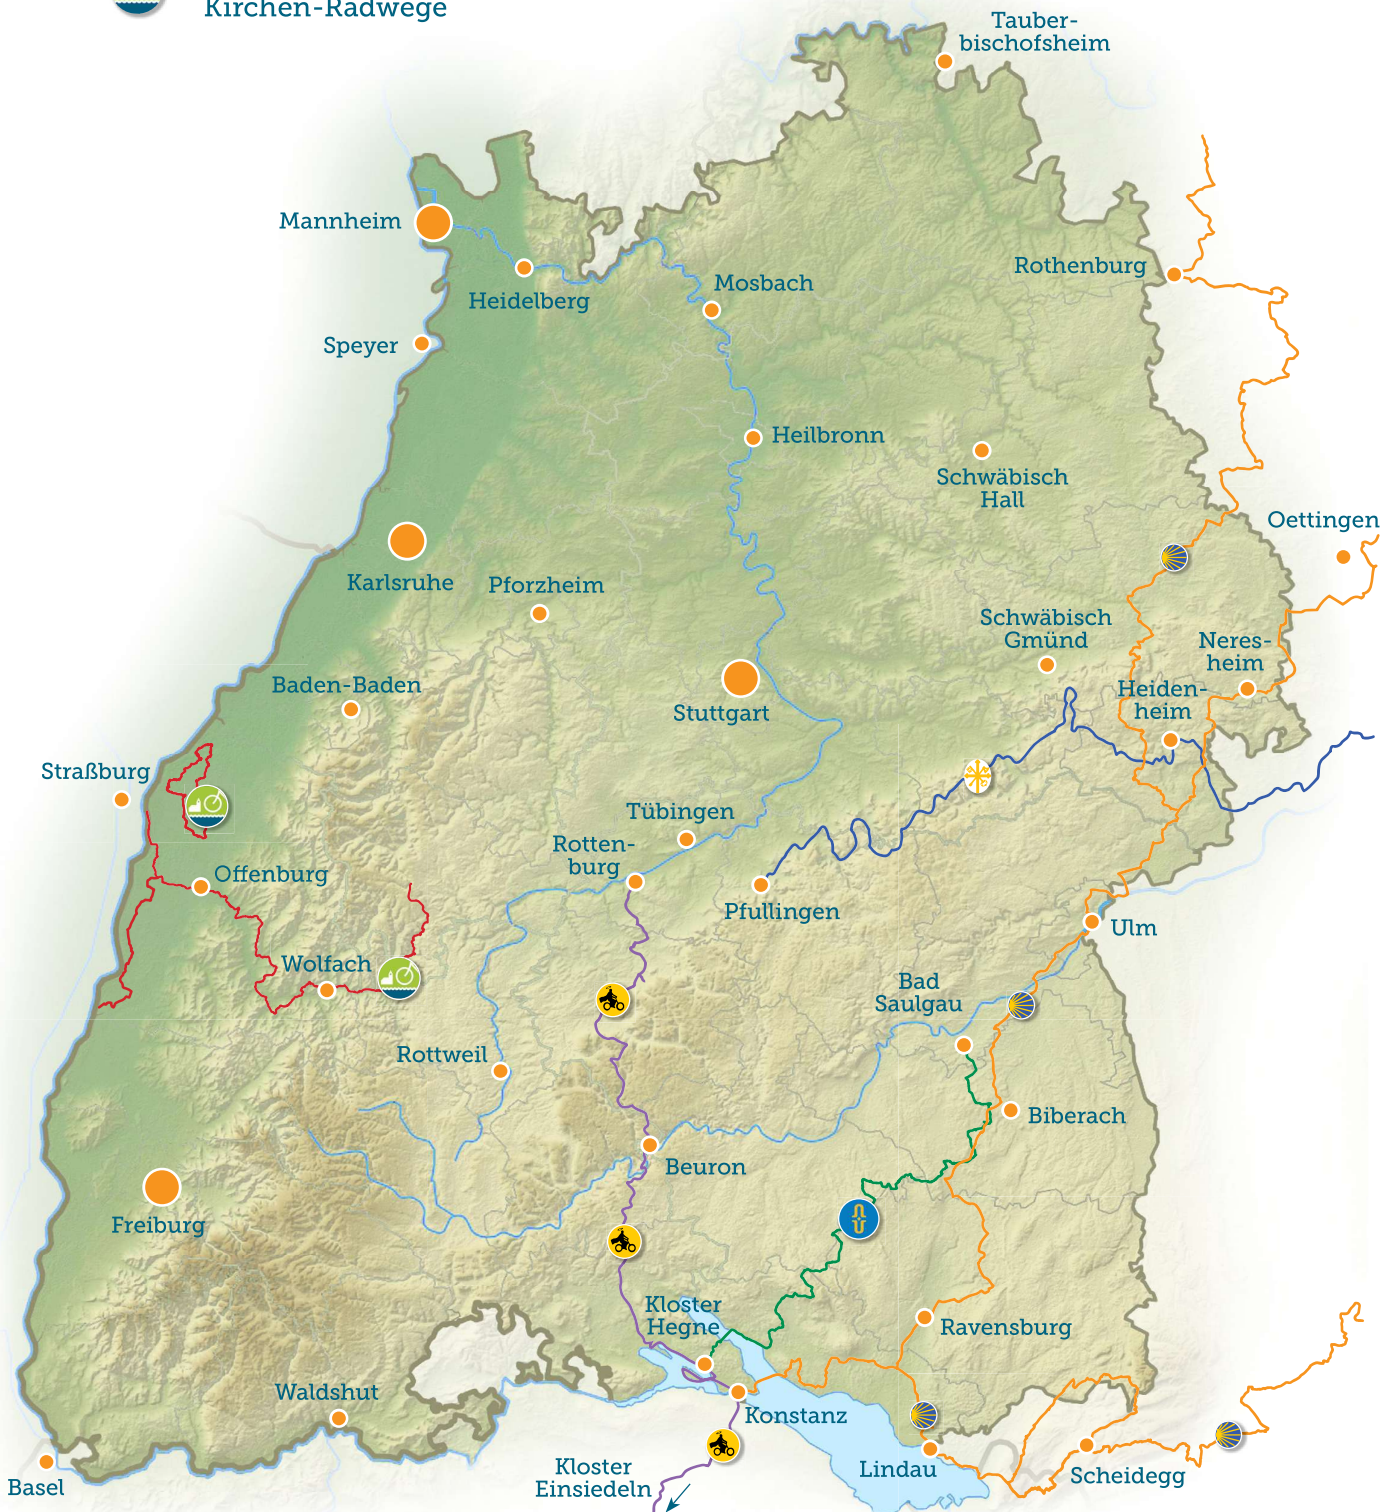 Kirchen-Radwege
Tauber-
bischofsheim
Mannheim
Heidelberg
Rothenburg
Mosbach
Speyer
Heilbronn
Schwäbisch
Hall
Oettingen
Karlsruhe
Pforzheim
Schwäbisch
Gmünd
Neres-
heim
Baden-Baden
Heiden-
heim
Stuttgart
Straßburg
Tübingen
Rotten-
burg
Offenburg
Pfullingen
Ulm
Wolfach
Bad
Saulgau
Rottweil
Biberach
Beuron
Freiburg
Kloster
Hegne
Ravensburg
Waldshut
Konstanz
Lindau
Scheidegg
Kloster
Einsiedeln
Basel